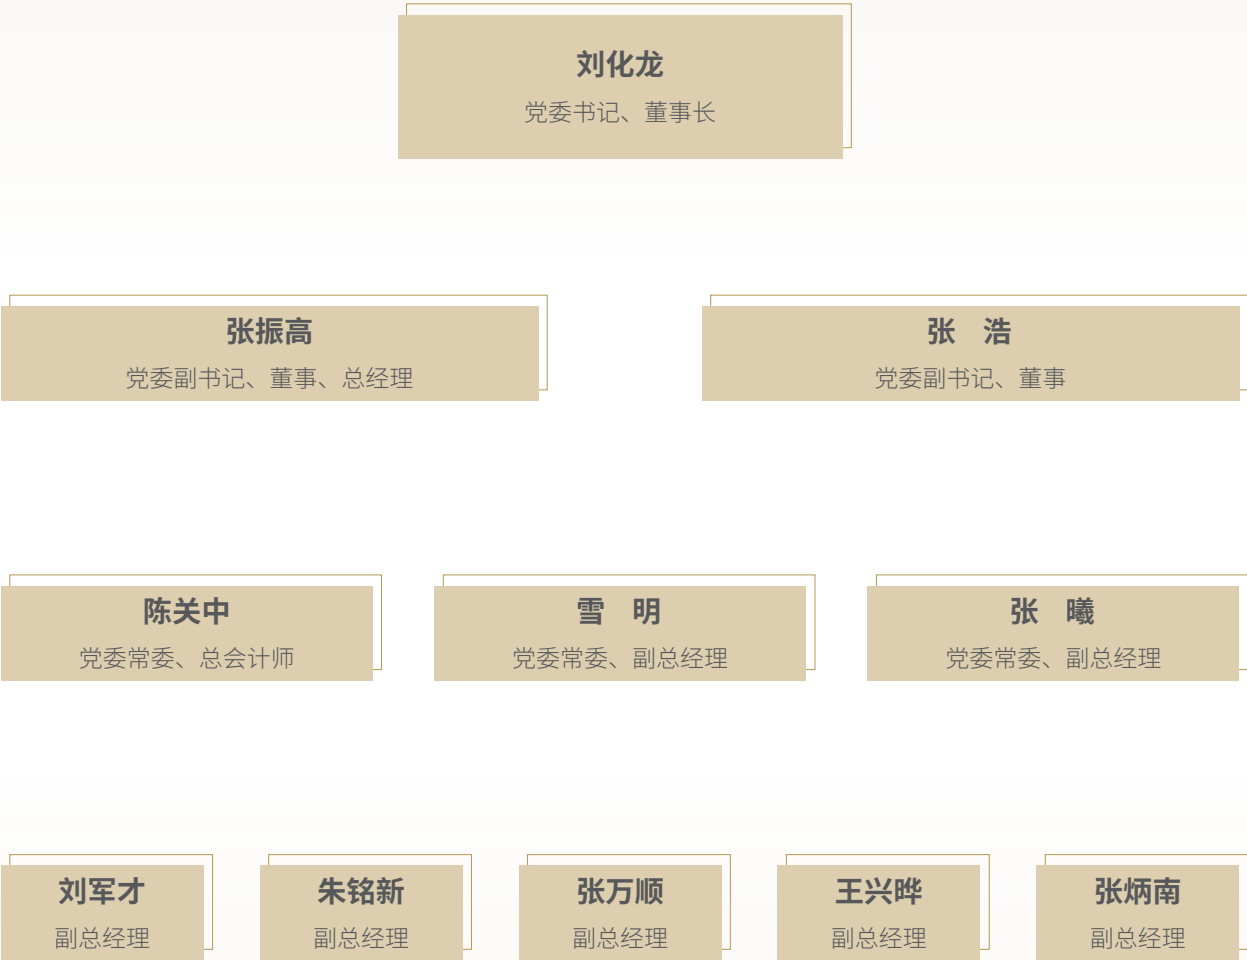 刘化龙
党委书记、董事长
张振高
党委副书记、董事、总经理
张　浩
党委副书记、董事
陈关中
党委常委、总会计师
雪　明
党委常委、副总经理
张　曦
党委常委、副总经理
刘军才
副总经理
朱铭新
副总经理
张万顺
副总经理
王兴晔
副总经理
张炳南
副总经理